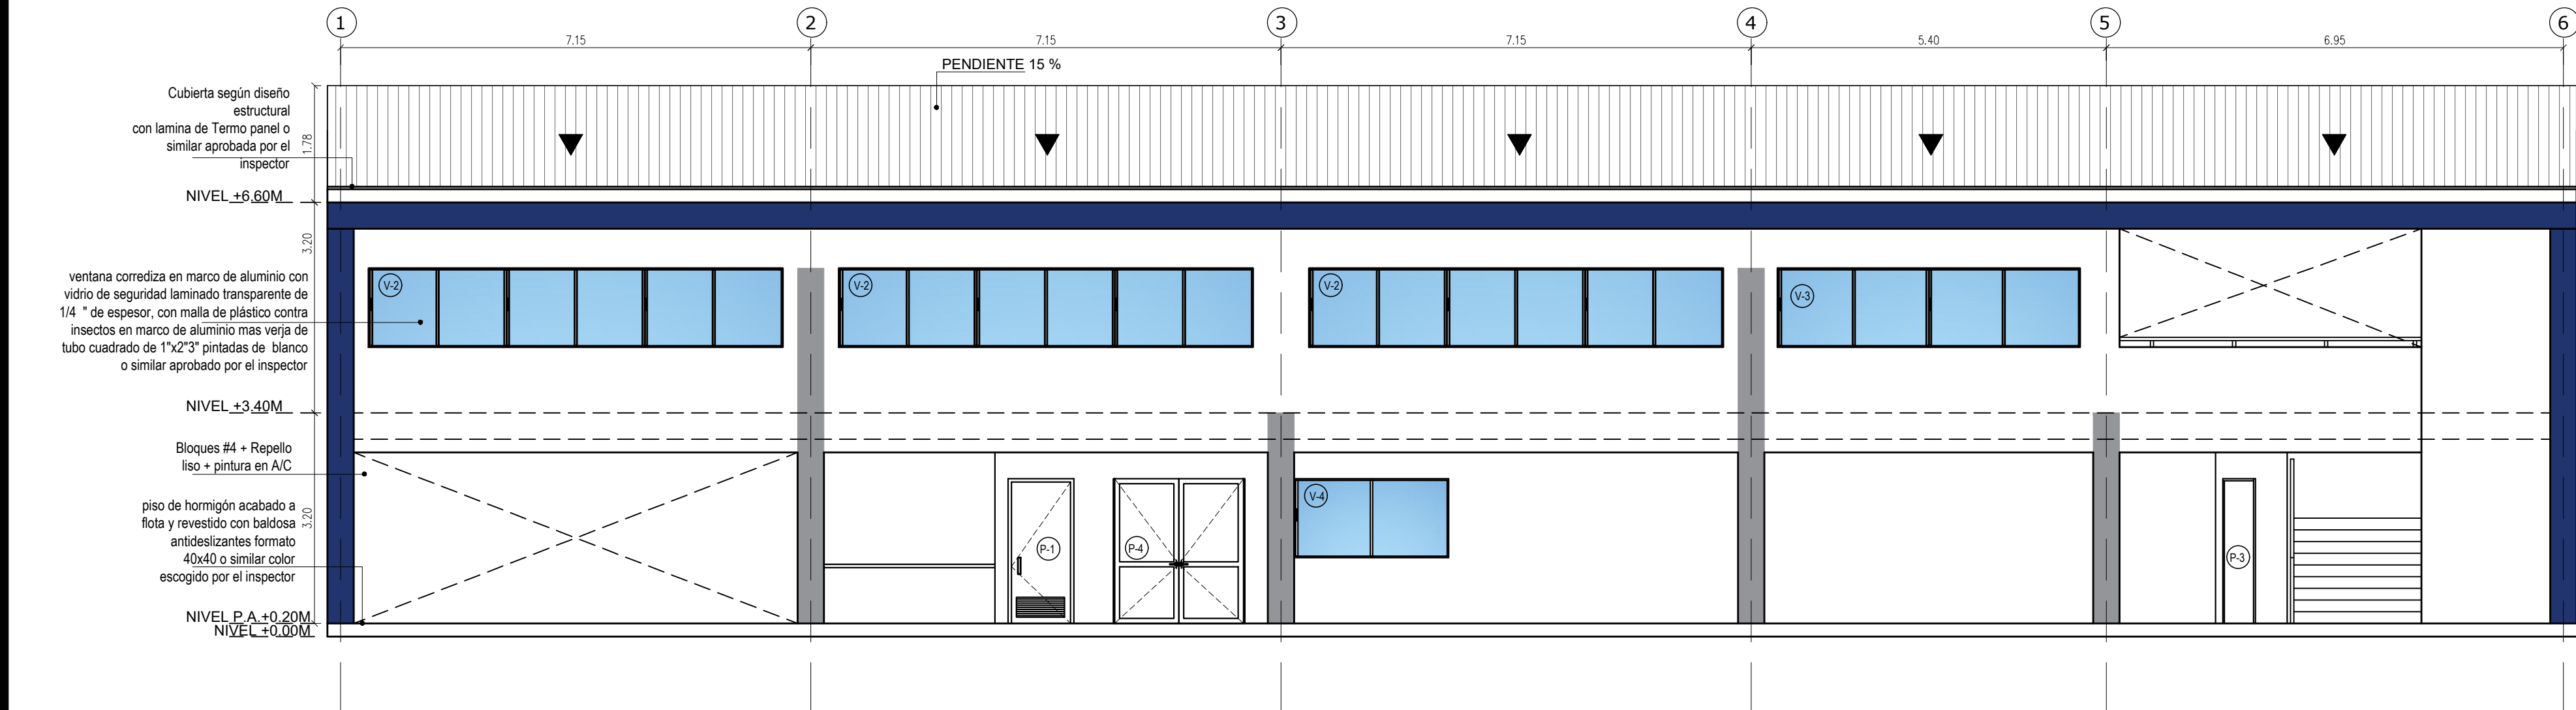 1 2 3 4 5 6
7.15 7.15 7.15 5.40 6.95
PENDIENTE 15 %
Cubierta según diseño
estructural
con lamina de Termo panel o
similar aprobada por el
inspector
1.78
NIVEL +6.60M
3.20
ventana corrediza en marco de aluminio con
vidrio de seguridad laminado transparente de
1/4 " de espesor, con malla de plástico contra
insectos en marco de aluminio mas verja de
tubo cuadrado de 1"x2"3" pintadas de blanco
o similar aprobado por el inspector
V-2 V-2 V-2 V-3
NIVEL +3.40M
Bloques #4 + Repello
liso + pintura en A/C
V-4
piso de hormigón acabado a
flota y revestido con baldosa
antideslizantes formato
40x40 o similar color
escogido por el inspector
3.20
P-1 P-4 P-3
NIVEL P.A.+0.20M
NIVEL +0.00M